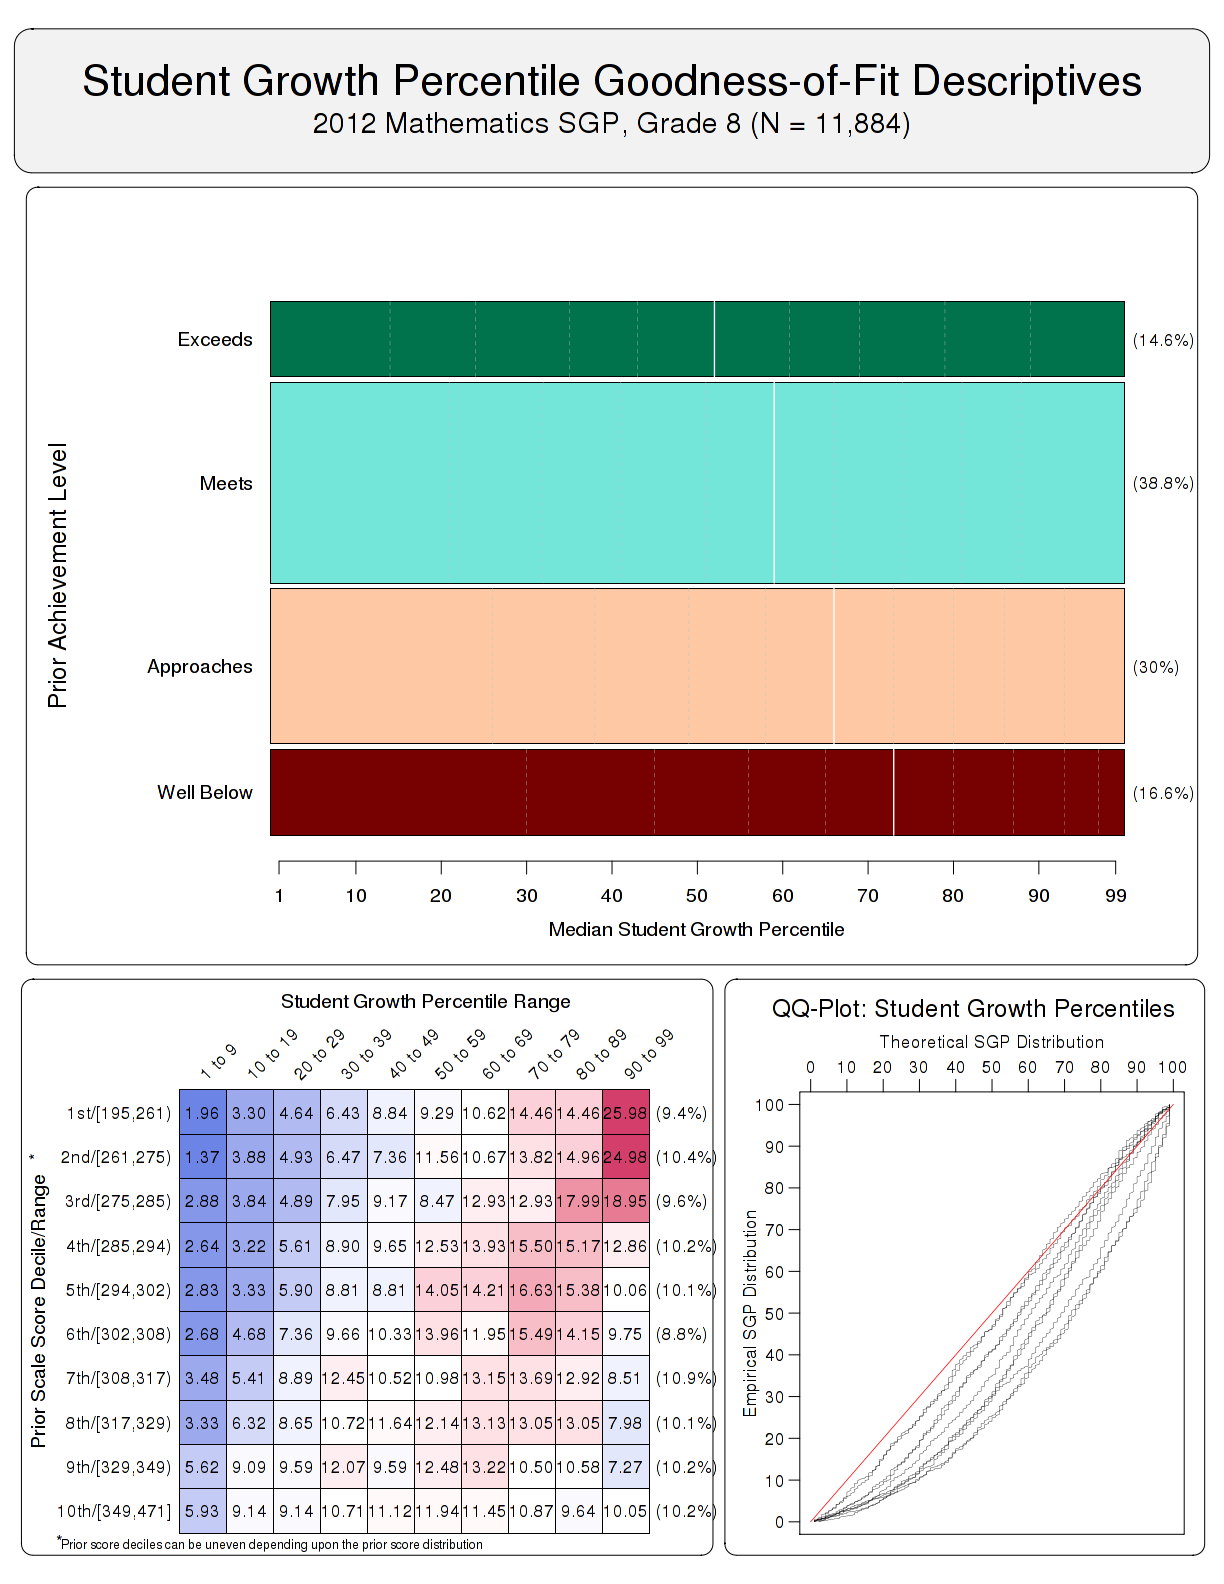 Student Growth Percentile Goodness-of-Fit Descriptives
2012 Mathematics SGP, Grade 8 (N = 11,884)
Prior Achievement Level
Exceeds (14.6%)
Meets (38.8%)
Approaches (30%)
Well Below (16.6%)
1 10 20 30 40 50 60 70 80 90 99
Median Student Growth Percentile
Student Growth Percentile Range
1 to 9 10 to 19 20 to 29 30 to 39 40 to 49 50 to 59 60 to 69 70 to 79 80 to 89 90 to 99
Prior Scale Score Decile/Range *
1st/[195,261) 1.96 3.30 4.64 6.43 8.84 9.29 10.62 14.46 14.46 25.98 (9.4%)
2nd/[261,275) 1.37 3.88 4.93 6.47 7.36 11.56 10.67 13.82 14.96 24.98 (10.4%)
3rd/[275,285) 2.88 3.84 4.89 7.95 9.17 8.47 12.93 12.93 17.99 18.95 (9.6%)
4th/[285,294) 2.64 3.22 5.61 8.90 9.65 12.53 13.93 15.50 15.17 12.86 (10.2%)
5th/[294,302) 2.83 3.33 5.90 8.81 8.81 14.05 14.21 16.63 15.38 10.06 (10.1%)
6th/[302,308) 2.68 4.68 7.36 9.66 10.33 13.96 11.95 15.49 14.15 9.75 (8.8%)
7th/[308,317) 3.48 5.41 8.89 12.45 10.52 10.98 13.15 13.69 12.92 8.51 (10.9%)
8th/[317,329) 3.33 6.32 8.65 10.72 11.64 12.14 13.13 13.05 13.05 7.98 (10.1%)
9th/[329,349) 5.62 9.09 9.59 12.07 9.59 12.48 13.22 10.50 10.58 7.27 (10.2%)
10th/[349,471] 5.93 9.14 9.14 10.71 11.12 11.94 11.45 10.87 9.64 10.05 (10.2%)
*Prior score deciles can be uneven depending upon the prior score distribution
QQ-Plot: Student Growth Percentiles
Theoretical SGP Distribution
0 10 20 30 40 50 60 70 80 90 100
Empirical SGP Distribution
100
90
80
70
60
50
40
30
20
10
0